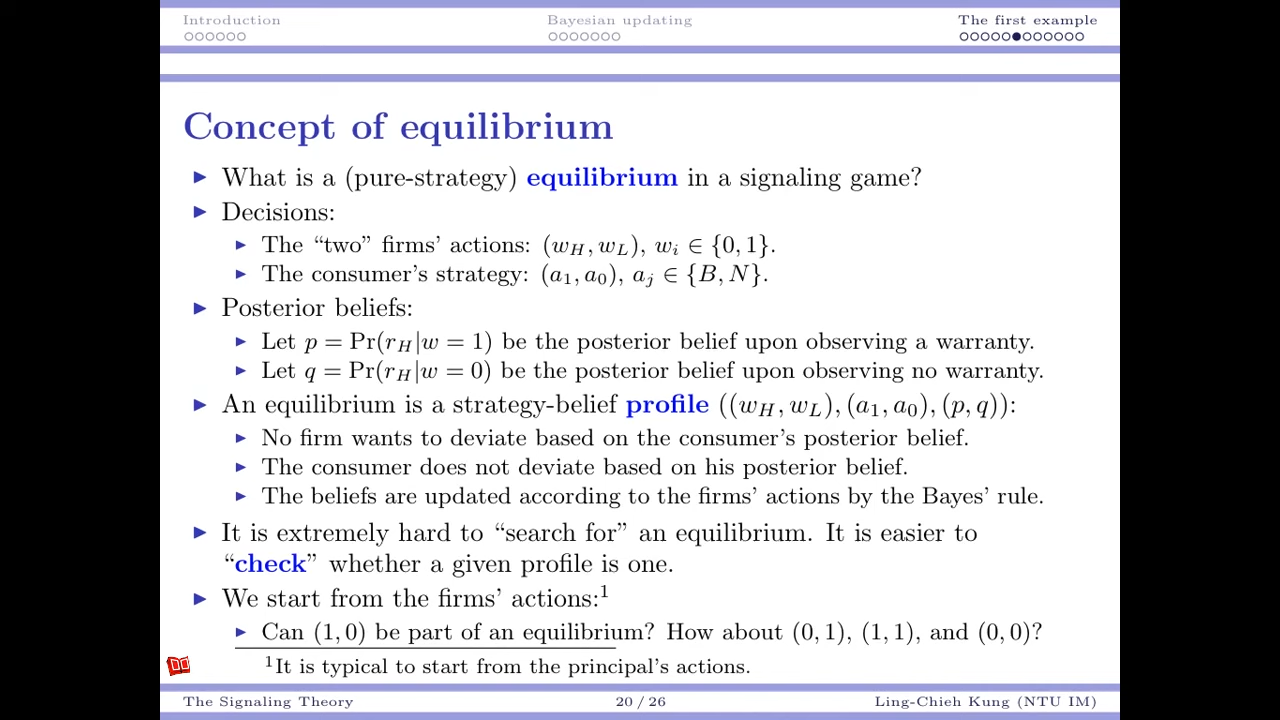 Introduction
Bayesian updating
The first example
Concept of equilibrium
What is a (pure-strategy) equilibrium in a signaling game?
Decisions:
The “two” firms’ actions: (w_H, w_L), w_i ∈ {0, 1}.
The consumer’s strategy: (a_1, a_0), a_j ∈ {B, N}.
Posterior beliefs:
Let p = Pr(r_H|w = 1) be the posterior belief upon observing a warranty.
Let q = Pr(r_H|w = 0) be the posterior belief upon observing no warranty.
An equilibrium is a strategy-belief profile ((w_H, w_L), (a_1, a_0), (p, q)):
No firm wants to deviate based on the consumer’s posterior belief.
The consumer does not deviate based on his posterior belief.
The beliefs are updated according to the firms’ actions by the Bayes’ rule.
It is extremely hard to “search for” an equilibrium. It is easier to
“check” whether a given profile is one.
We start from the firms’ actions:¹
Can (1, 0) be part of an equilibrium? How about (0, 1), (1, 1), and (0, 0)?
¹It is typical to start from the principal’s actions.
The Signaling Theory
20 / 26
Ling-Chieh Kung (NTU IM)